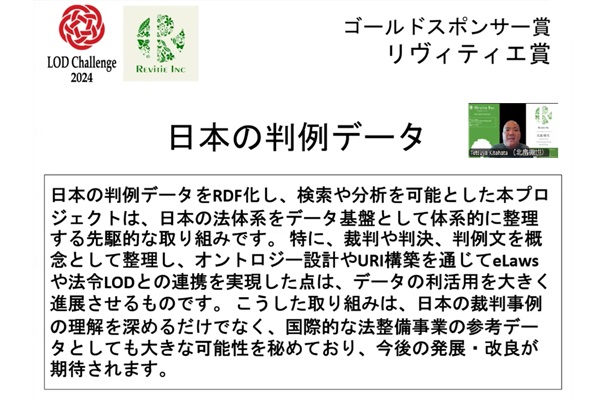 LOD Challenge
2024
REVITIE INC
ゴールドスポンサー賞
リヴィティエ賞
日本の判例データ
REVITIE INC
Tetsuya Kitahata
日本の判例データをRDF化し、検索や分析を可能とした本プロ
ジェクトは、日本の法体系をデータ基盤として体系的に整理
する先駆的な取り組みです。 特に、裁判や判決、判例文を概
念として整理し、オントロジー設計やURI構築を通じてeLaws
や法令LODとの連携を実現した点は、データの利活用を大きく
進展させるものです。 こうした取り組みは、日本の裁判事例
の理解を深めるだけでなく、国際的な法整備事業の参考デー
タとしても大きな可能性を秘めており、今後の発展・改良が
期待されます。